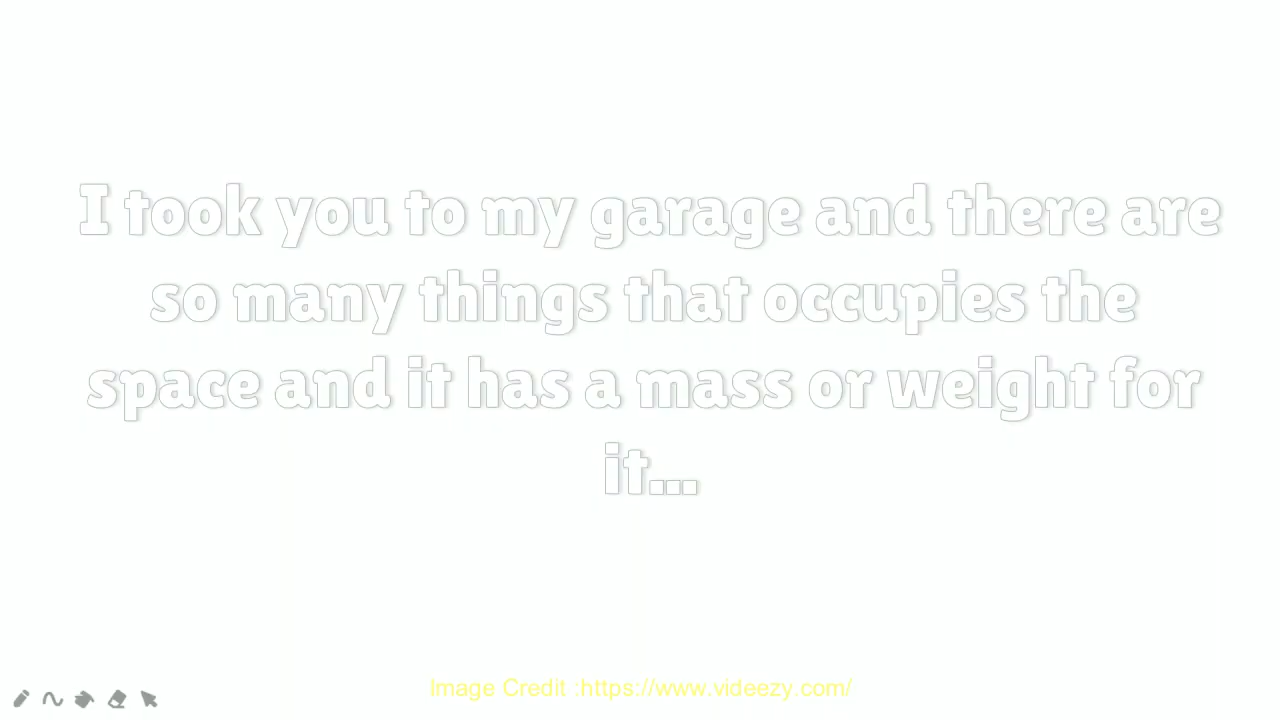 I took you to my garage and there are
so many things that occupies the
space and it has a mass or weight for
it...
Image Credit :https://www.videezy.com/